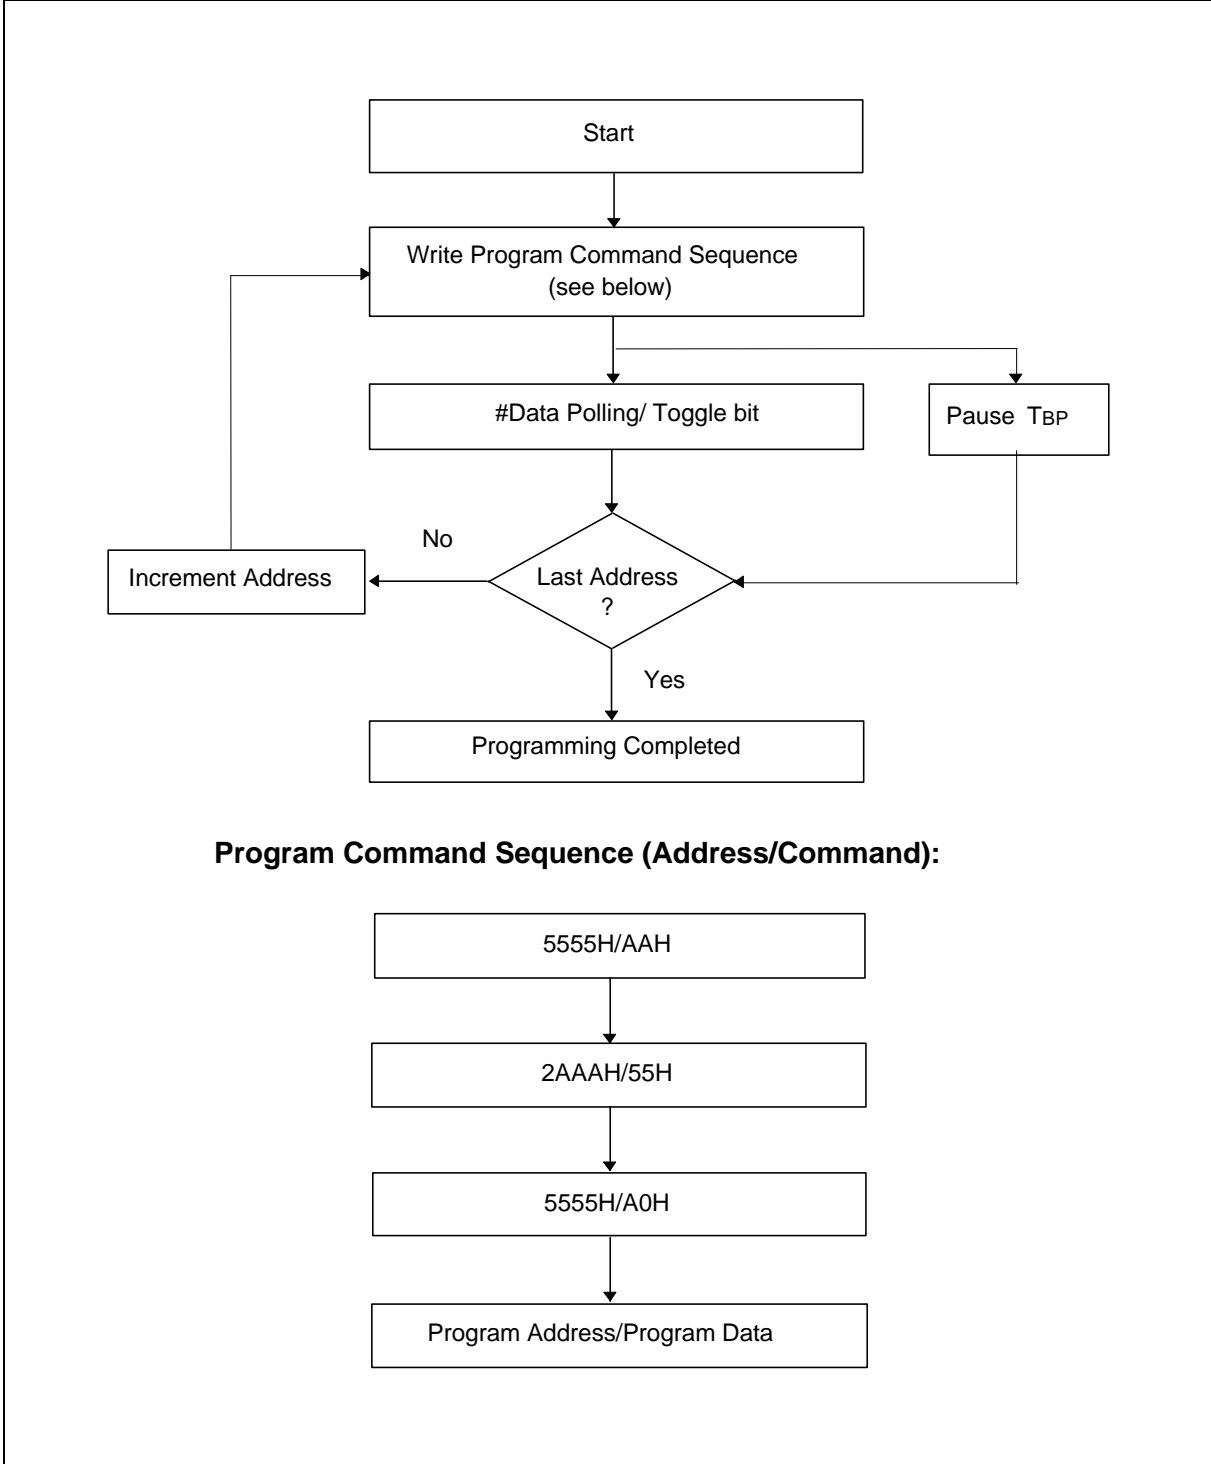 Start
Write Program Command Sequence
(see below)
#Data Polling/ Toggle bit
Pause TBP
No
Increment Address
Last Address
?
Yes
Programming Completed
Program Command Sequence (Address/Command):
5555H/AAH
2AAAH/55H
5555H/A0H
Program Address/Program Data